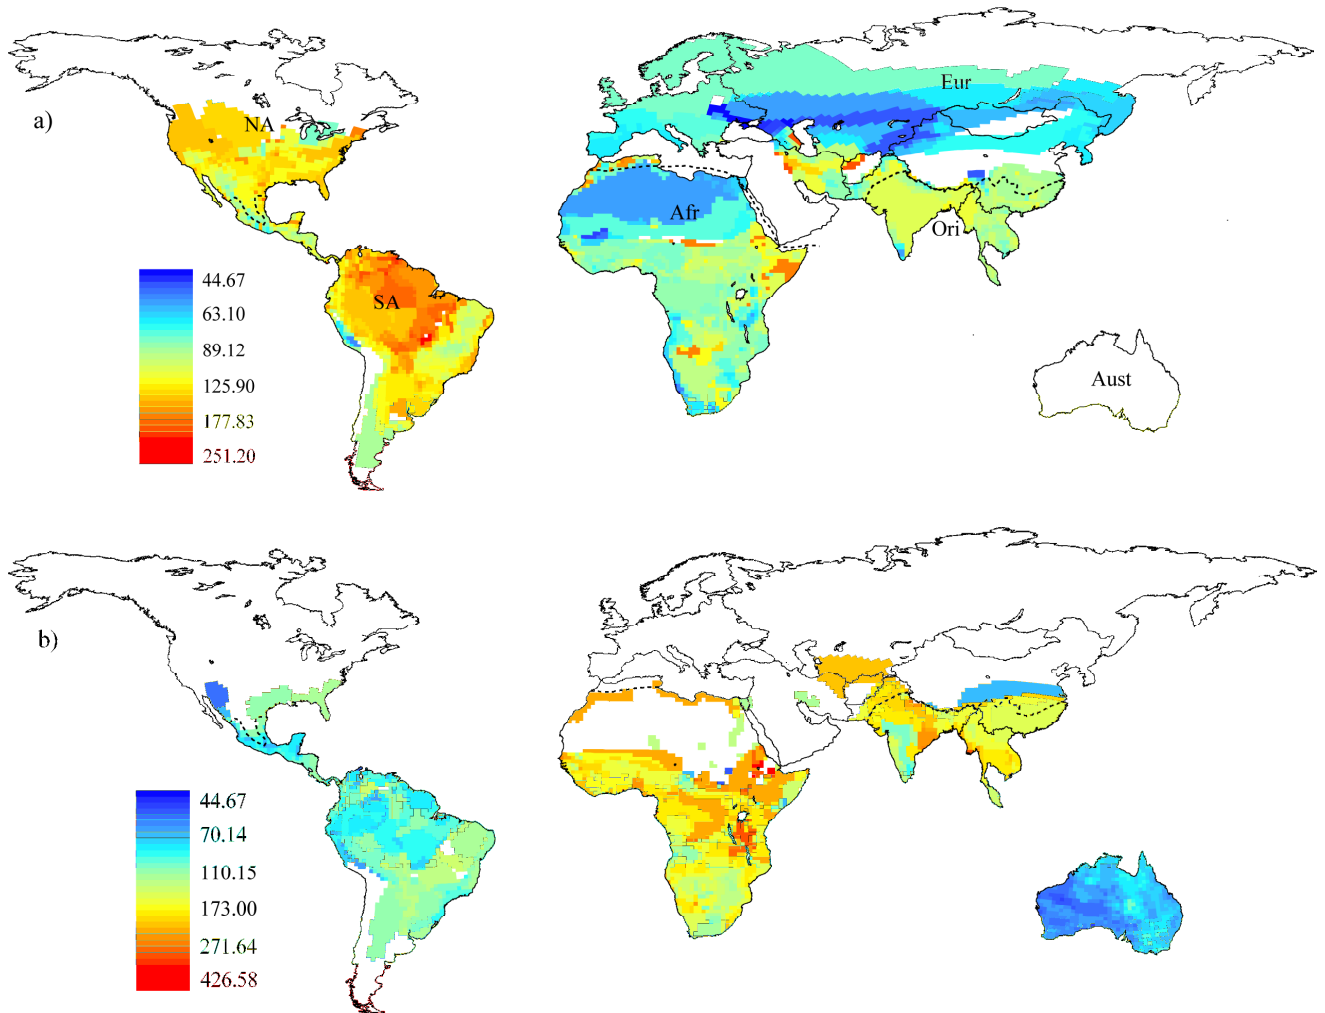 a)
NA
Eur
Afr
Ori
SA
Aust
44.67
63.10
89.12
125.90
177.83
251.20
b)
44.67
70.14
110.15
173.00
271.64
426.58